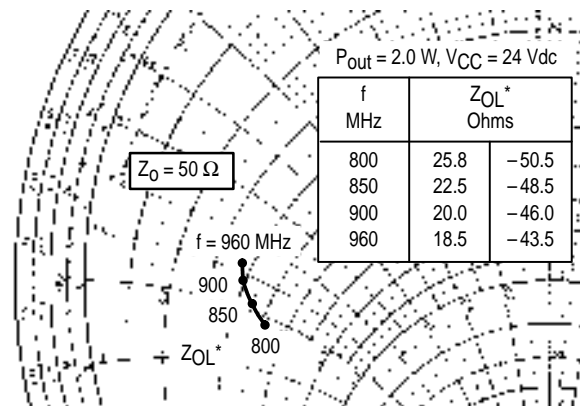 Pout = 2.0 W, VCC = 24 Vdc
f
MHz
ZOL*
Ohms
800 25.8 –50.5
850 22.5 –48.5
900 20.0 –46.0
960 18.5 –43.5
Zo = 50 Ω
f = 960 MHz
900
850
800
ZOL*